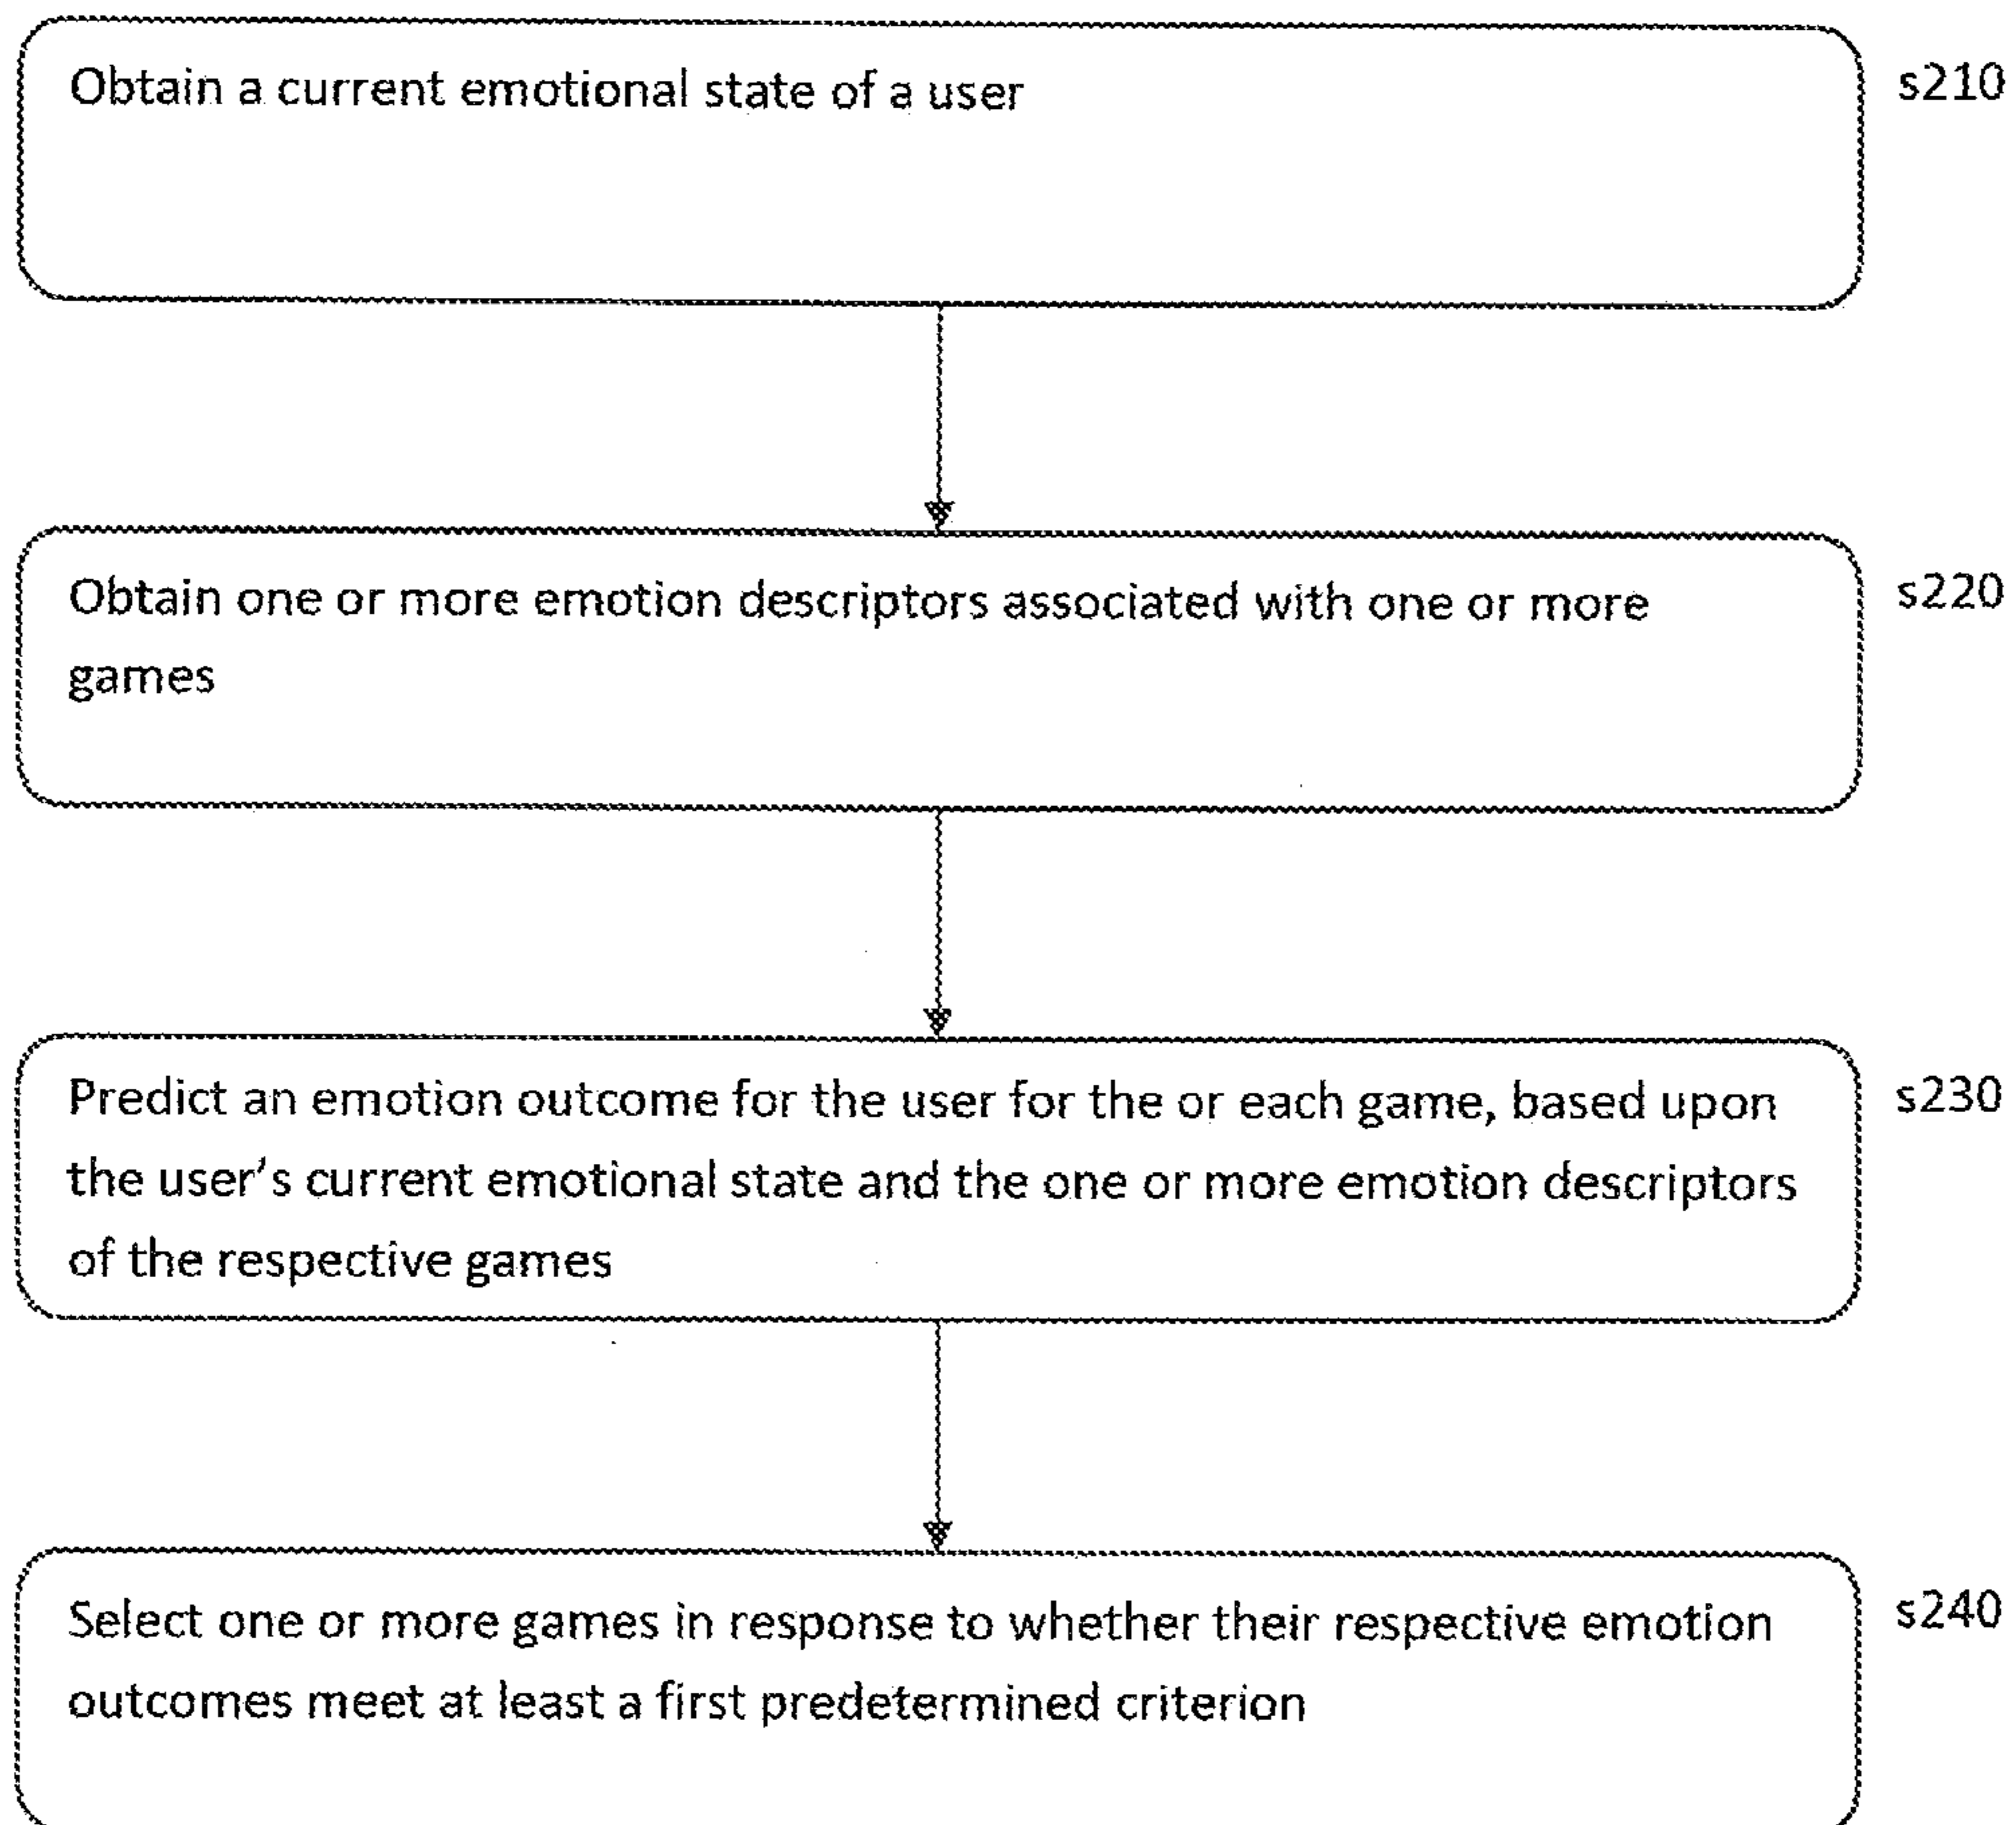 Obtain a current emotional state of a user
s210
Obtain one or more emotion descriptors associated with one or more
games
s220
Predict an emotion outcome for the user for the or each game, based upon
the user's current emotional state and the one or more emotion descriptors
of the respective games
s230
Select one or more games in response to whether their respective emotion
outcomes meet at least a first predetermined criterion
s240